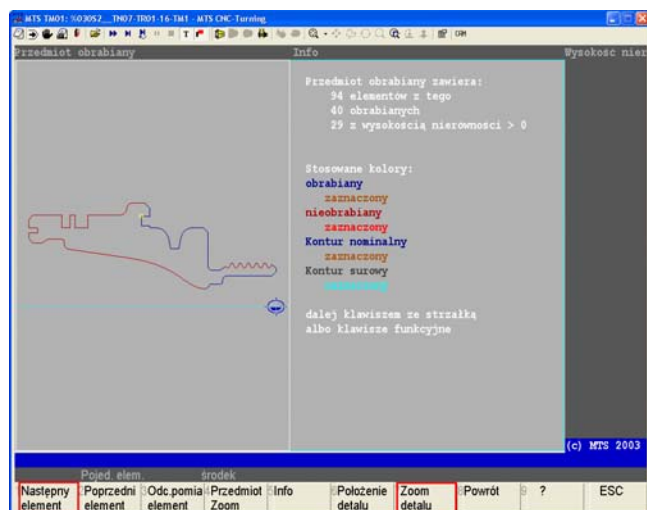 MTS TM01: %03052__TN07-TR01-16-TM1 - MTS CNC-Turning
Przedmiot obrabiany
Info
Wysokosc nier
Przedmiot obrabiany zawiera:
94 elementów z tego
40 obrabianych
29 z wysokością nierowności > 0
Stosowane kolory:
obrabiany
zaznaczony
nieobrabiany
zaznaczony
Kontur nominalny
zaznaczony
Kontur surowy
dalej klawiszem ze strzałką
albo klawisze funkcyjne
(c) MTS 2003
Pojed. elem. środek
Następny element
Poprzedni element
Odc.pomia element
Przedmiot Zoom
Info
Położenie detalu
Zoom detalu
Powrót
?
ESC